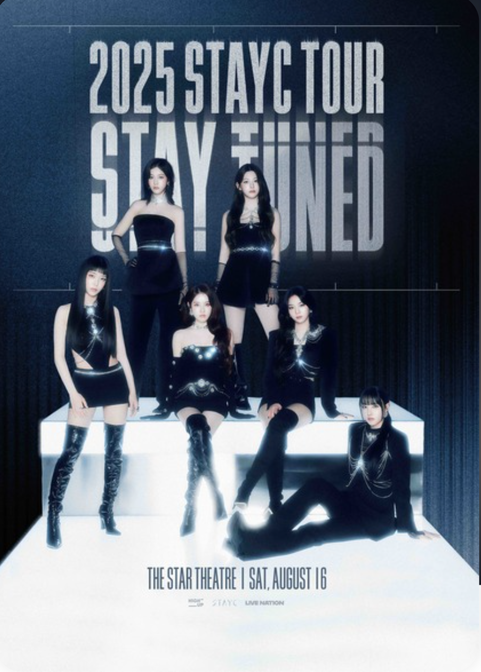 2025 STAYC TOUR
STAY TUNED
THE STAR THEATRE | SAT, AUGUST 16
STAYC LIVE NATION